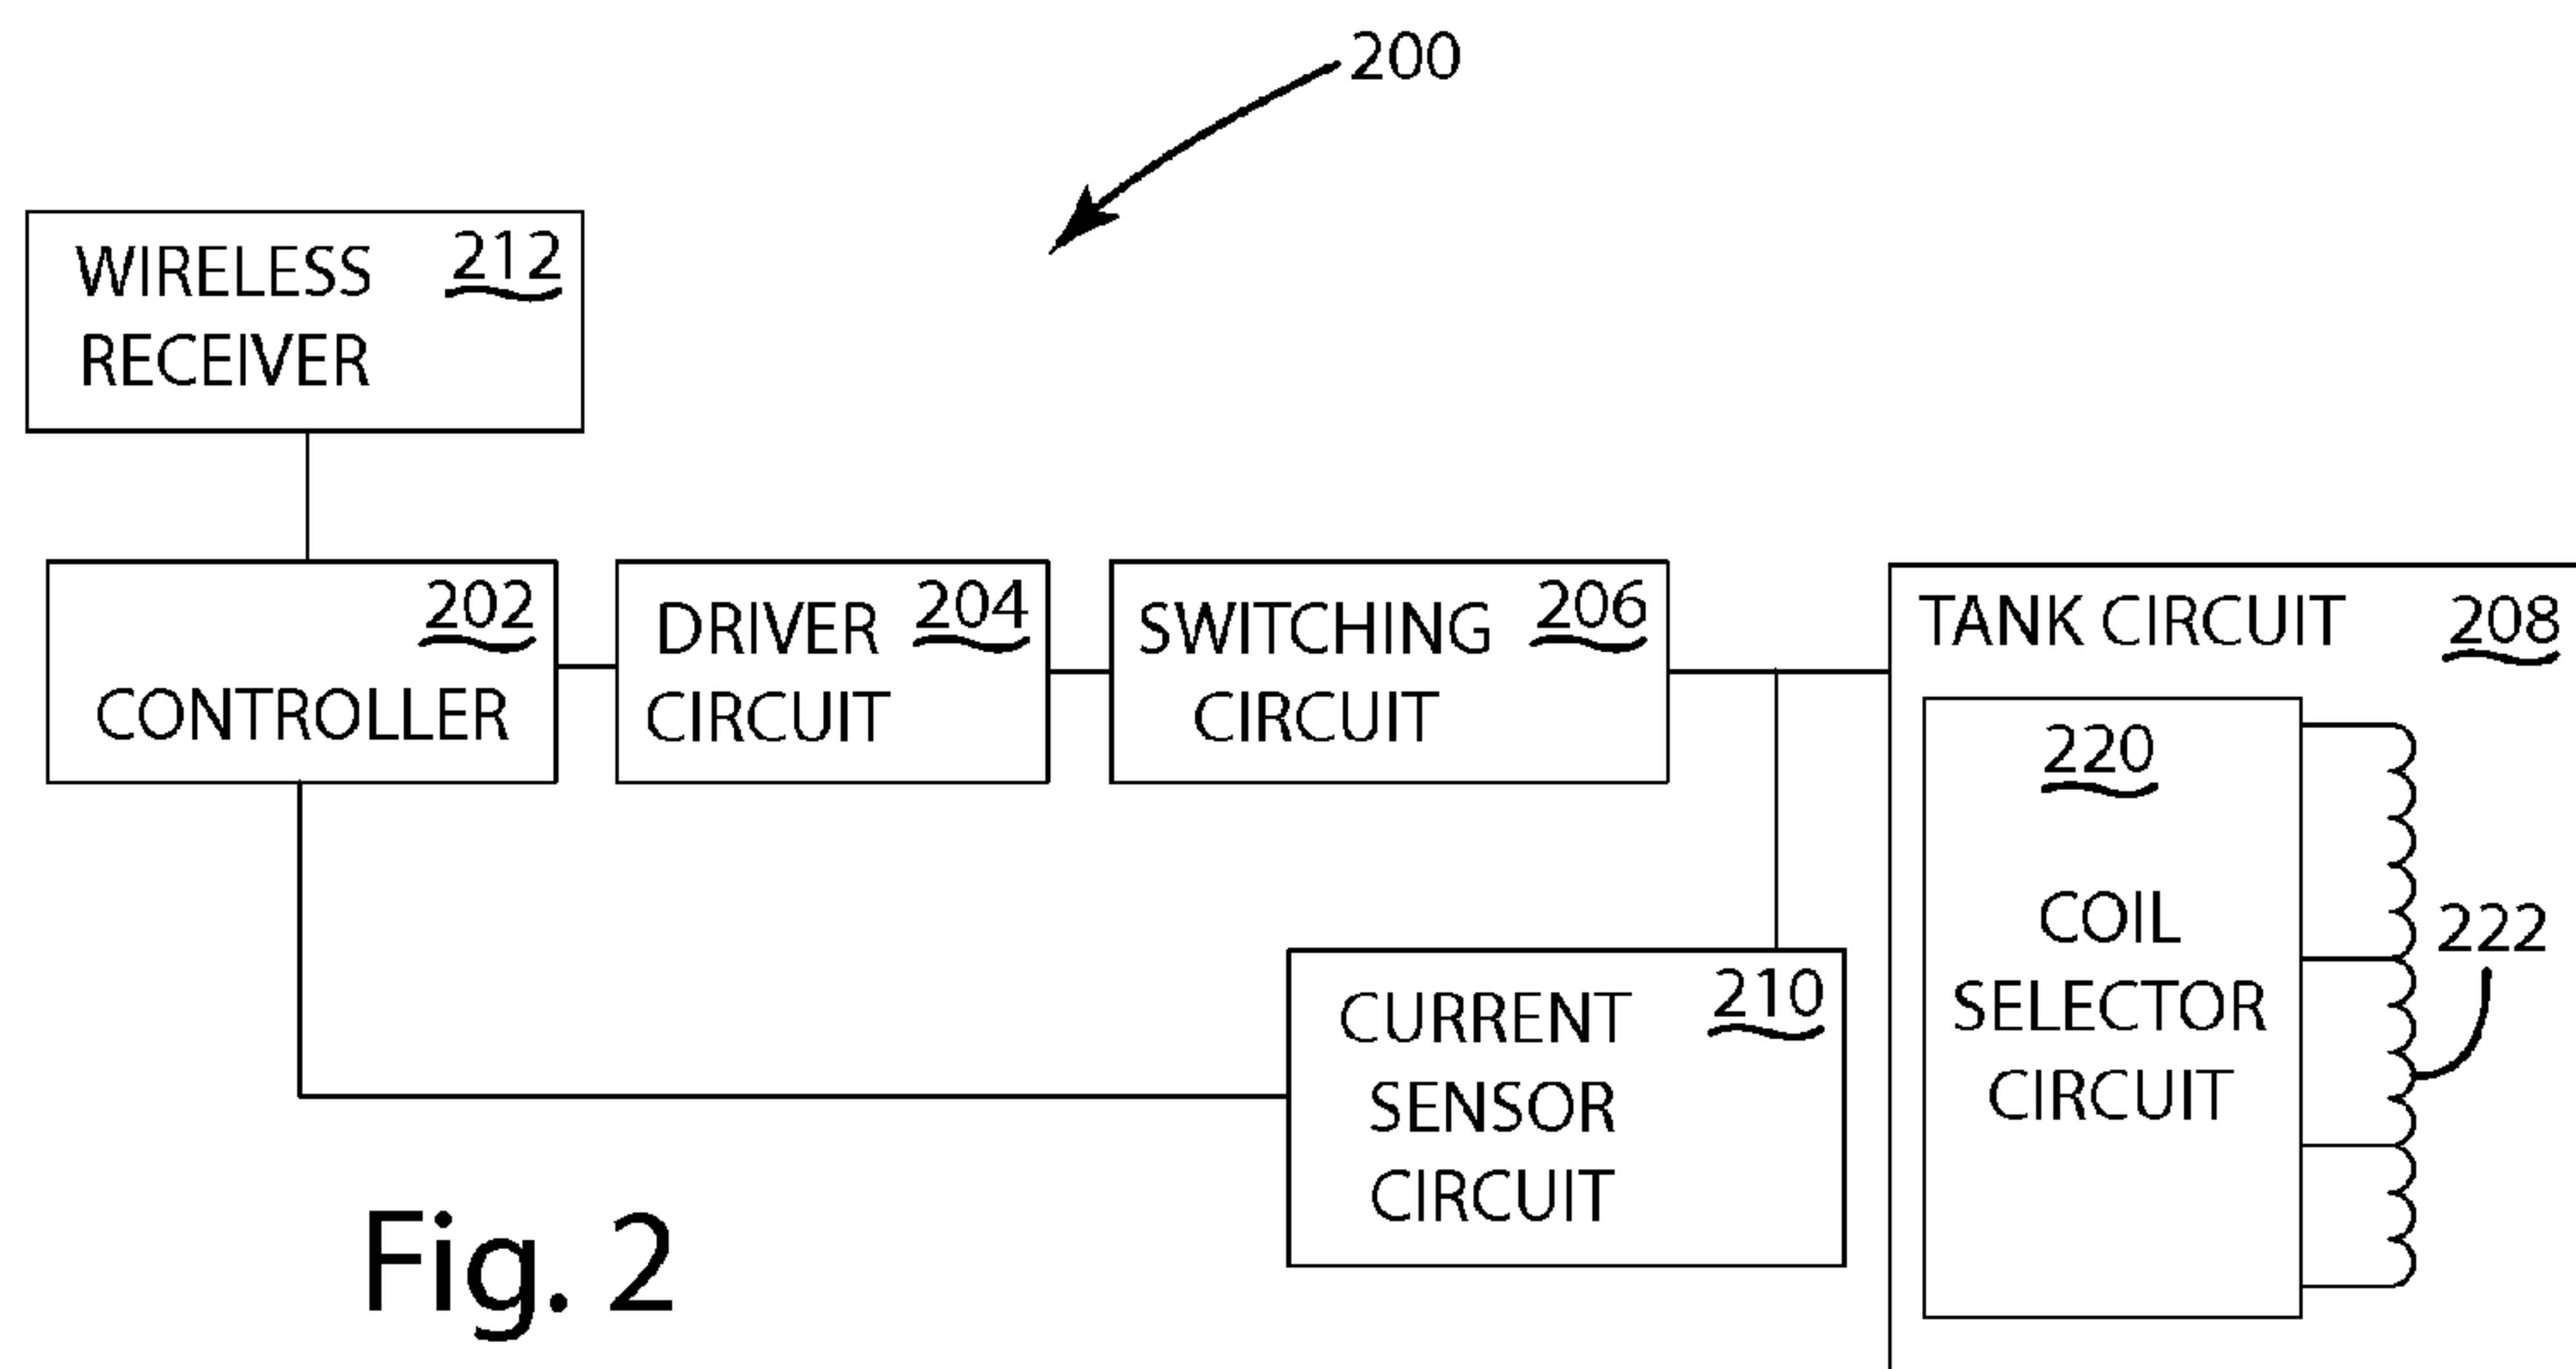 200
WIRELESS 212
RECEIVER
202
CONTROLLER
DRIVER 204
CIRCUIT
SWITCHING 206
CIRCUIT
TANK CIRCUIT 208
220
COIL
SELECTOR
CIRCUIT
222
CURRENT 210
SENSOR
CIRCUIT
Fig. 2